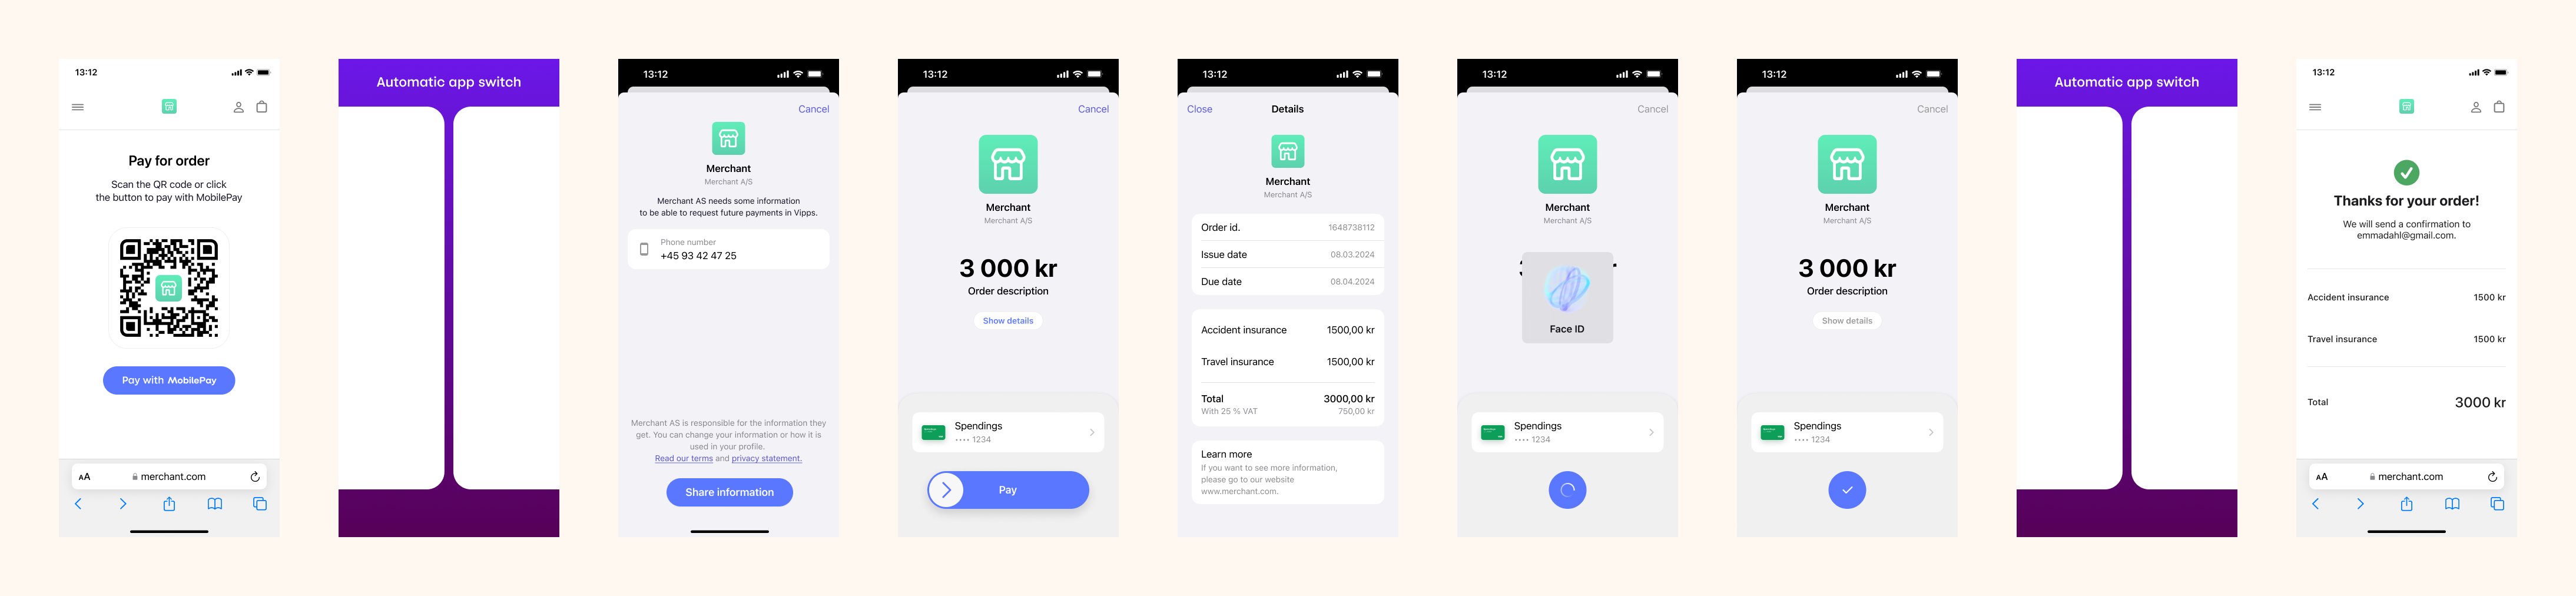 13:12
Pay for order
Scan the QR code or click
the button to pay with MobilePay
Pay with MobilePay
AA merchant.com
Automatic app switch
13:12
Cancel
Merchant
Merchant A/S
Merchant AS needs some information
to be able to request future payments in Vipps.
Phone number
+45 93 42 47 25
Merchant AS is responsible for the information they
get. You can change your information or how it is
used in your profile.
Read our terms and privacy statement.
Share information
13:12
Cancel
Merchant
Merchant A/S
3 000 kr
Order description
Show details
Spendings
•••• 1234
Pay
13:12
Close Details
Merchant
Merchant A/S
Order id. 1648738112
Issue date 08.03.2024
Due date 08.04.2024
Accident insurance 1500,00 kr
Travel insurance 1500,00 kr
Total 3000,00 kr
With 25 % VAT 750,00 kr
Learn more
If you want to see more information,
please go to our website
www.merchant.com.
13:12
Cancel
Merchant
Merchant A/S
Face ID
Spendings
•••• 1234
13:12
Cancel
Merchant
Merchant A/S
3 000 kr
Order description
Show details
Spendings
•••• 1234
Automatic app switch
13:12
Thanks for your order!
We will send a confirmation to
emmadahl@gmail.com.
Accident insurance 1500 kr
Travel insurance 1500 kr
Total 3000 kr
AA merchant.com